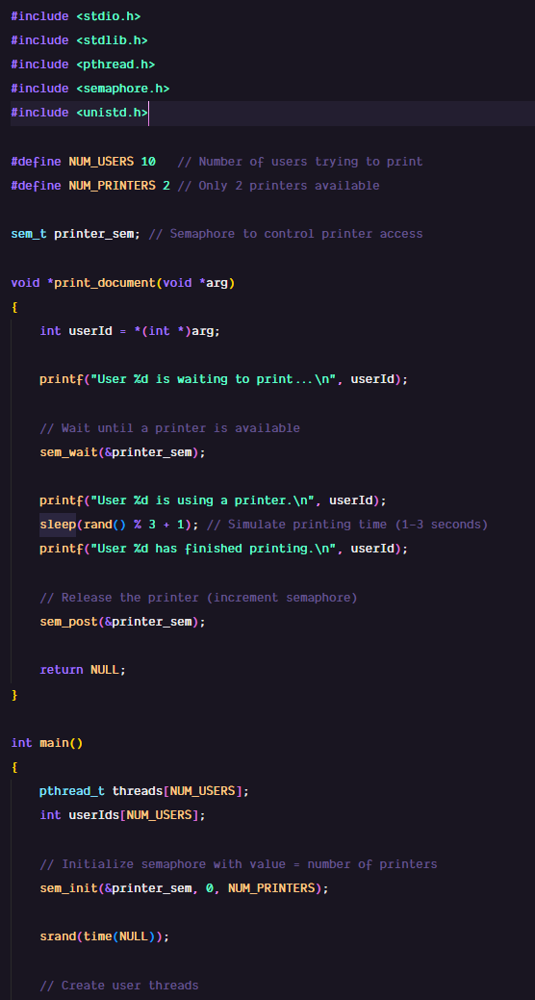 #include <stdio.h>
#include <stdlib.h>
#include <pthread.h>
#include <semaphore.h>
#include <unistd.h>
#define NUM_USERS 10   // Number of users trying to print
#define NUM_PRINTERS 2 // Only 2 printers available
sem_t printer_sem; // Semaphore to control printer access
void *print_document(void *arg)
{
    int userId = *(int *)arg;
    printf("User %d is waiting to print...\n", userId);
    // Wait until a printer is available
    sem_wait(&printer_sem);
    printf("User %d is using a printer.\n", userId);
    sleep(rand() % 3 + 1); // Simulate printing time (1-3 seconds)
    printf("User %d has finished printing.\n", userId);
    // Release the printer (increment semaphore)
    sem_post(&printer_sem);
    return NULL;
}
int main()
{
    pthread_t threads[NUM_USERS];
    int userIds[NUM_USERS];
    // Initialize semaphore with value = number of printers
    sem_init(&printer_sem, 0, NUM_PRINTERS);
    srand(time(NULL));
    // Create user threads